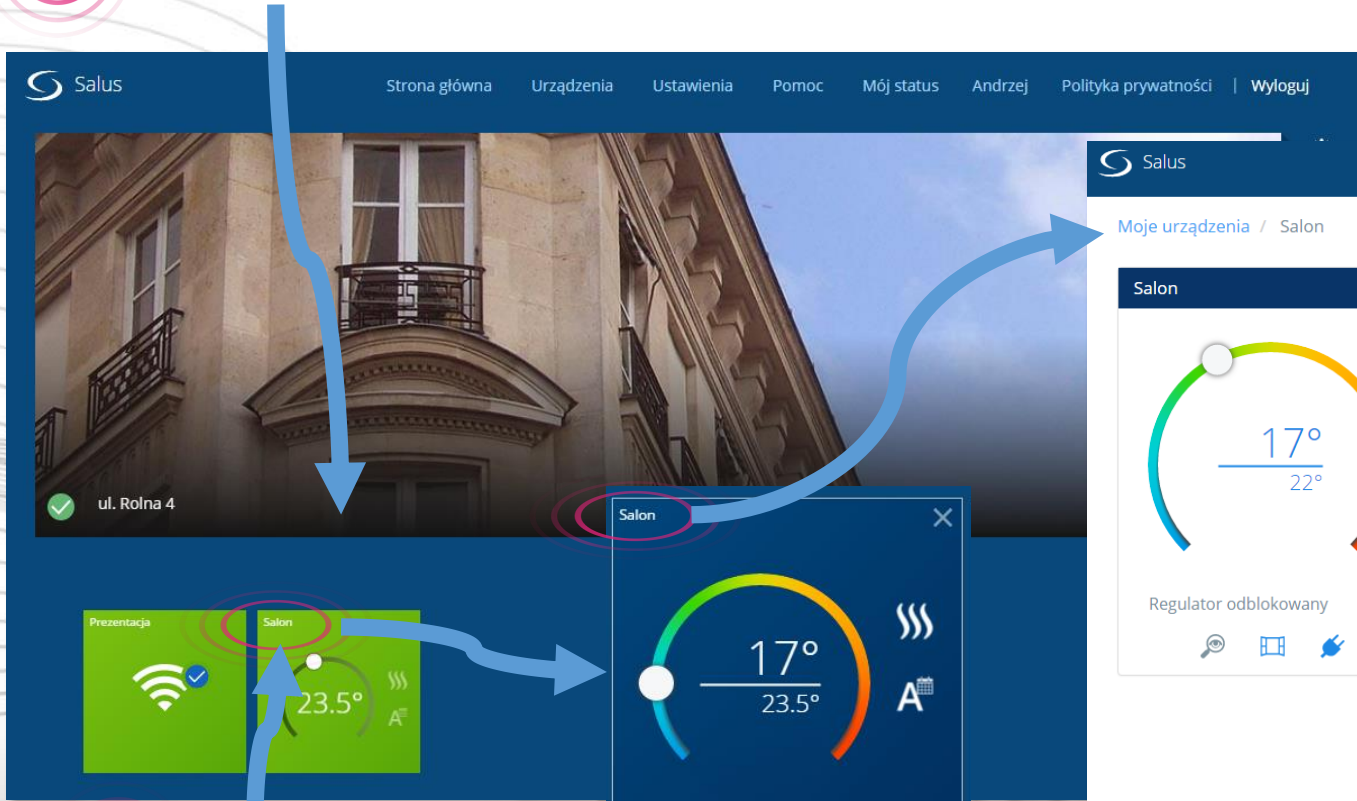 Salus
Strona główna Urządzenia Ustawienia Pomoc Mój status Andrzej Polityka prywatności | Wyloguj
ul. Rolna 4
Prezentacja
Salon
23.5°
A
Salon
17°
23.5°
A
Salus
Moje urządzenia / Salon
Salon
17°
22°
Regulator odblokowany